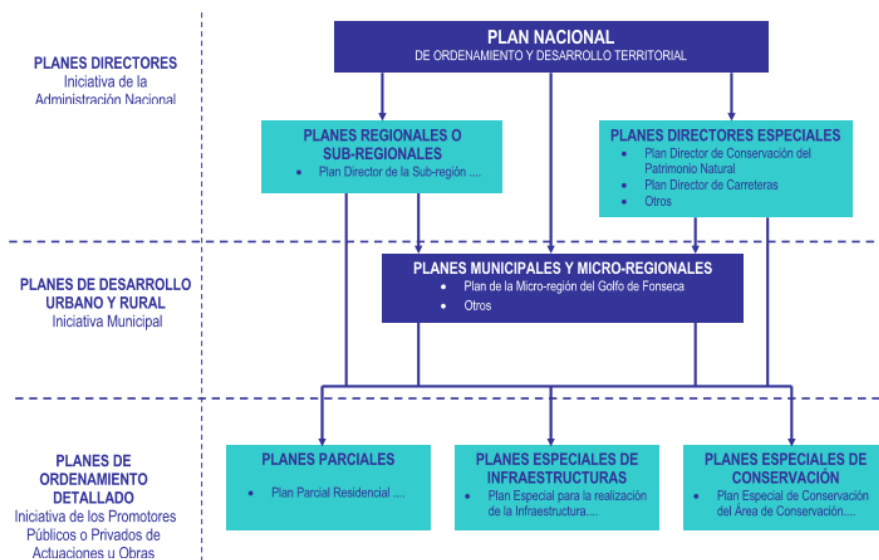 PLAN NACIONAL
DE ORDENAMIENTO Y DESARROLLO TERRITORIAL
PLANES DIRECTORES
Iniciativa de la
Administración Nacional
PLANES REGIONALES O
SUB-REGIONALES
• Plan Director de la Sub-región ....
PLANES DIRECTORES ESPECIALES
• Plan Director de Conservación del
Patrimonio Natural
• Plan Director de Carreteras
• Otros
PLANES DE DESARROLLO
URBANO Y RURAL
Iniciativa Municipal
PLANES MUNICIPALES Y MICRO-REGIONALES
• Plan de la Micro-región del Golfo de Fonseca
• Otros
PLANES DE
ORDENAMIENTO
DETALLADO
Iniciativa de los Promotores
Públicos o Privados de
Actuaciones u Obras
PLANES PARCIALES
• Plan Parcial Residencial ....
PLANES ESPECIALES DE
INFRAESTRUCTURAS
• Plan Especial para la realización
de la Infraestructura....
PLANES ESPECIALES DE
CONSERVACIÓN
• Plan Especial de Conservación
del Área de Conservación....